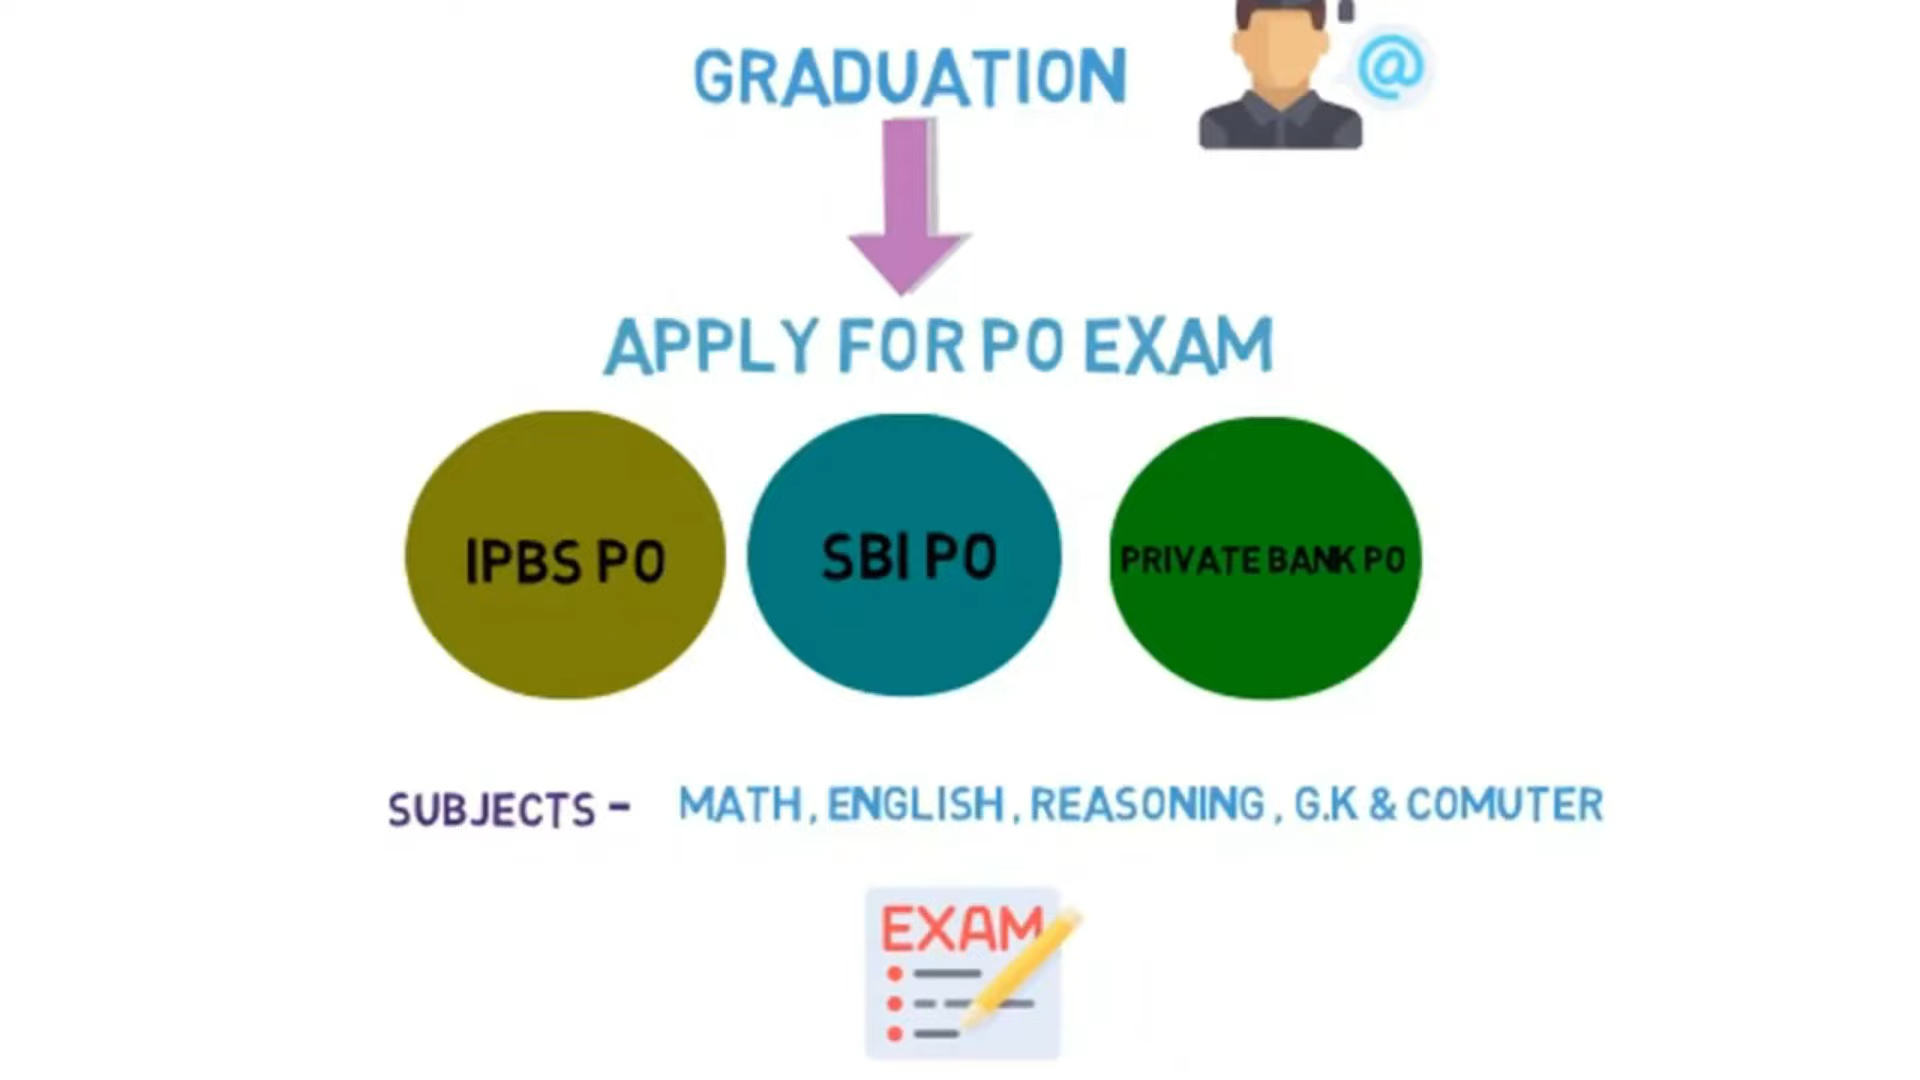 GRADUATION
@
APPLY FOR PO EXAM
IPBS PO
SBI PO
PRIVATE BANK PO
SUBJECTS - MATH, ENGLISH, REASONING, G.K & COMUTER
EXAM